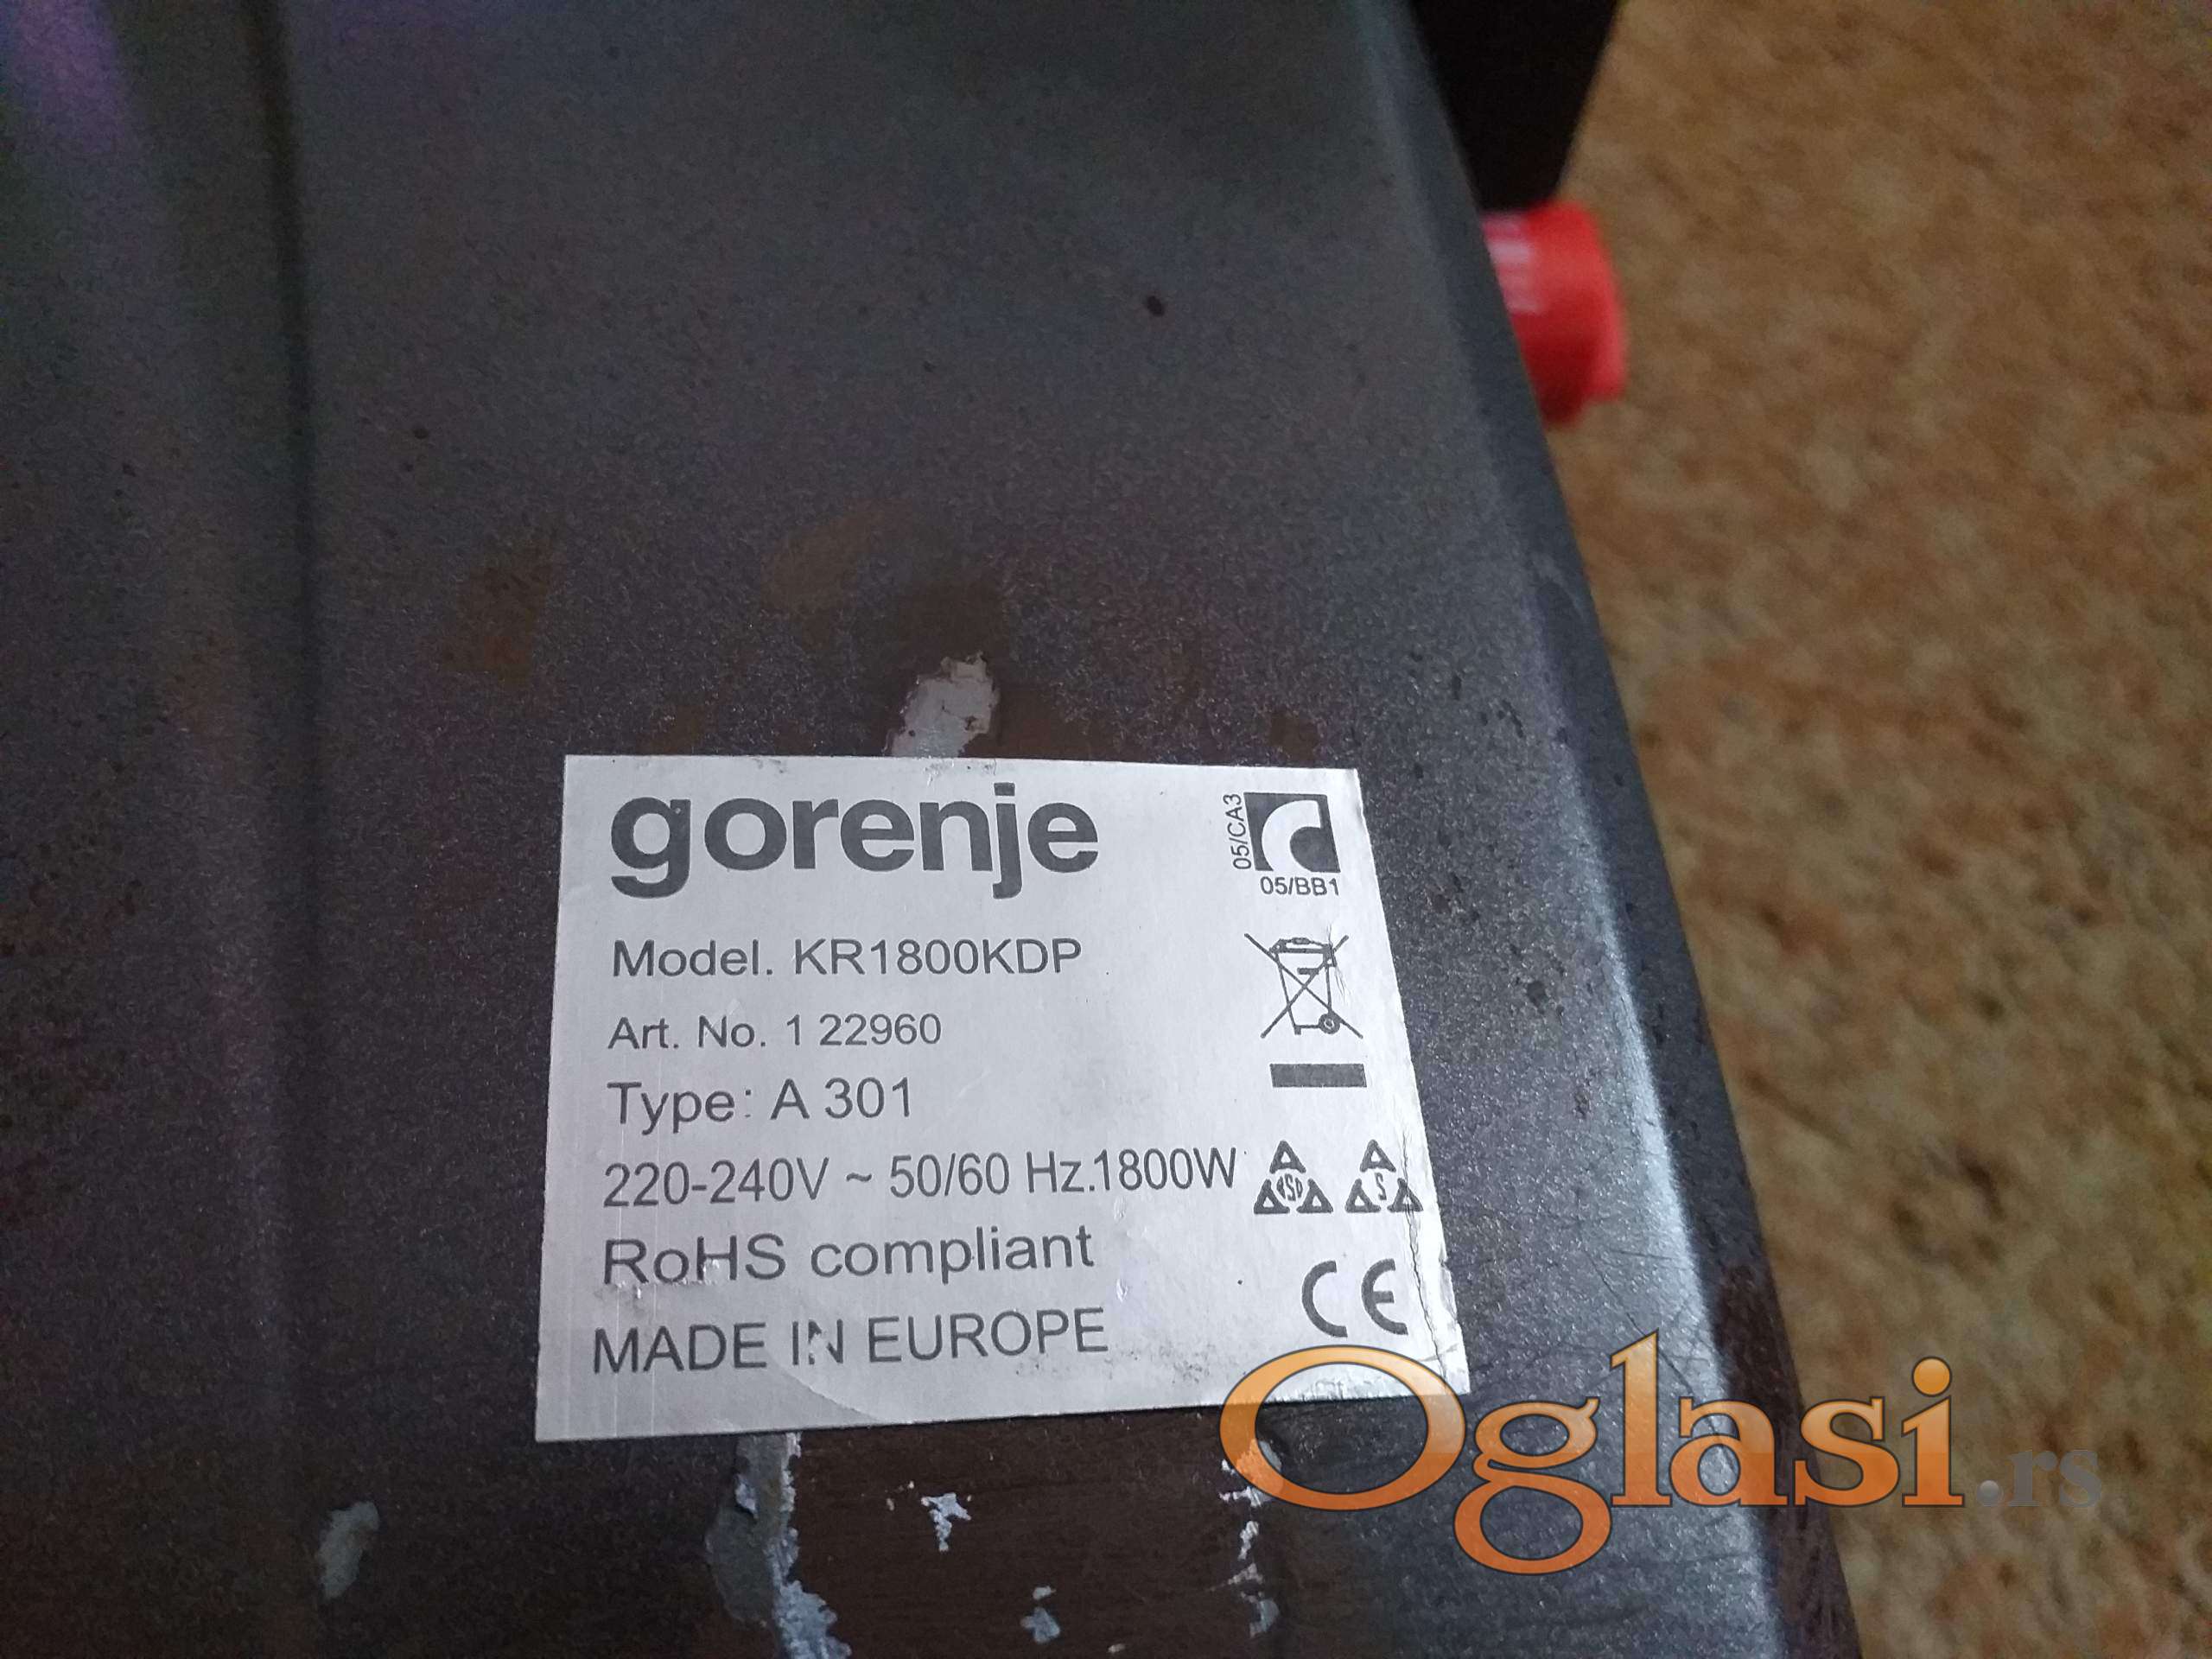 gorenje
05/CA3
05/BB1
Model. KR1800KDP
Art. No. 1 22960
Type: A 301
220-240V ~ 50/60 Hz.1800W
S
RoHS compliant
CE
MADE IN EUROPE
Oglasi.rs